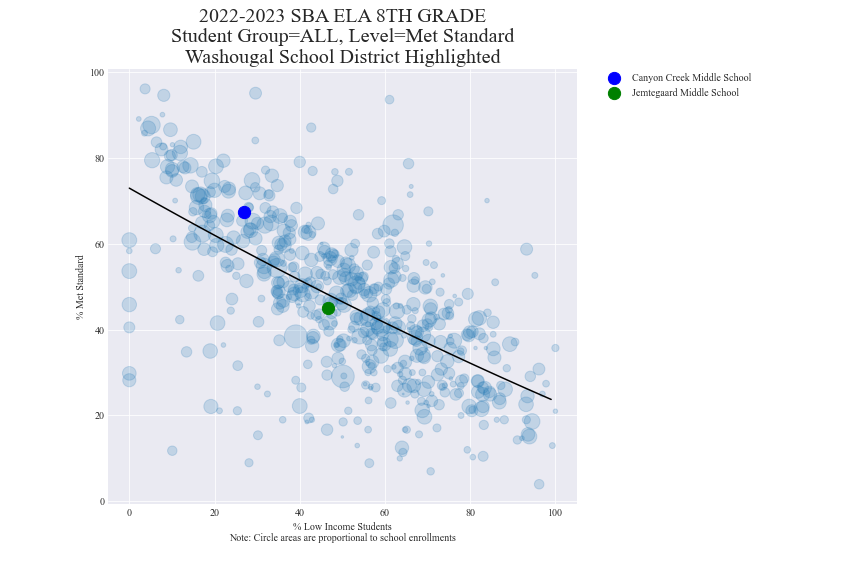 2022-2023 SBA ELA 8TH GRADE
Student Group=ALL, Level=Met Standard
Washougal School District Highlighted
Canyon Creek Middle School
Jemtegaard Middle School
% Met Standard
100
80
60
40
20
0
0 20 40 60 80 100
% Low Income Students
Note: Circle areas are proportional to school enrollments